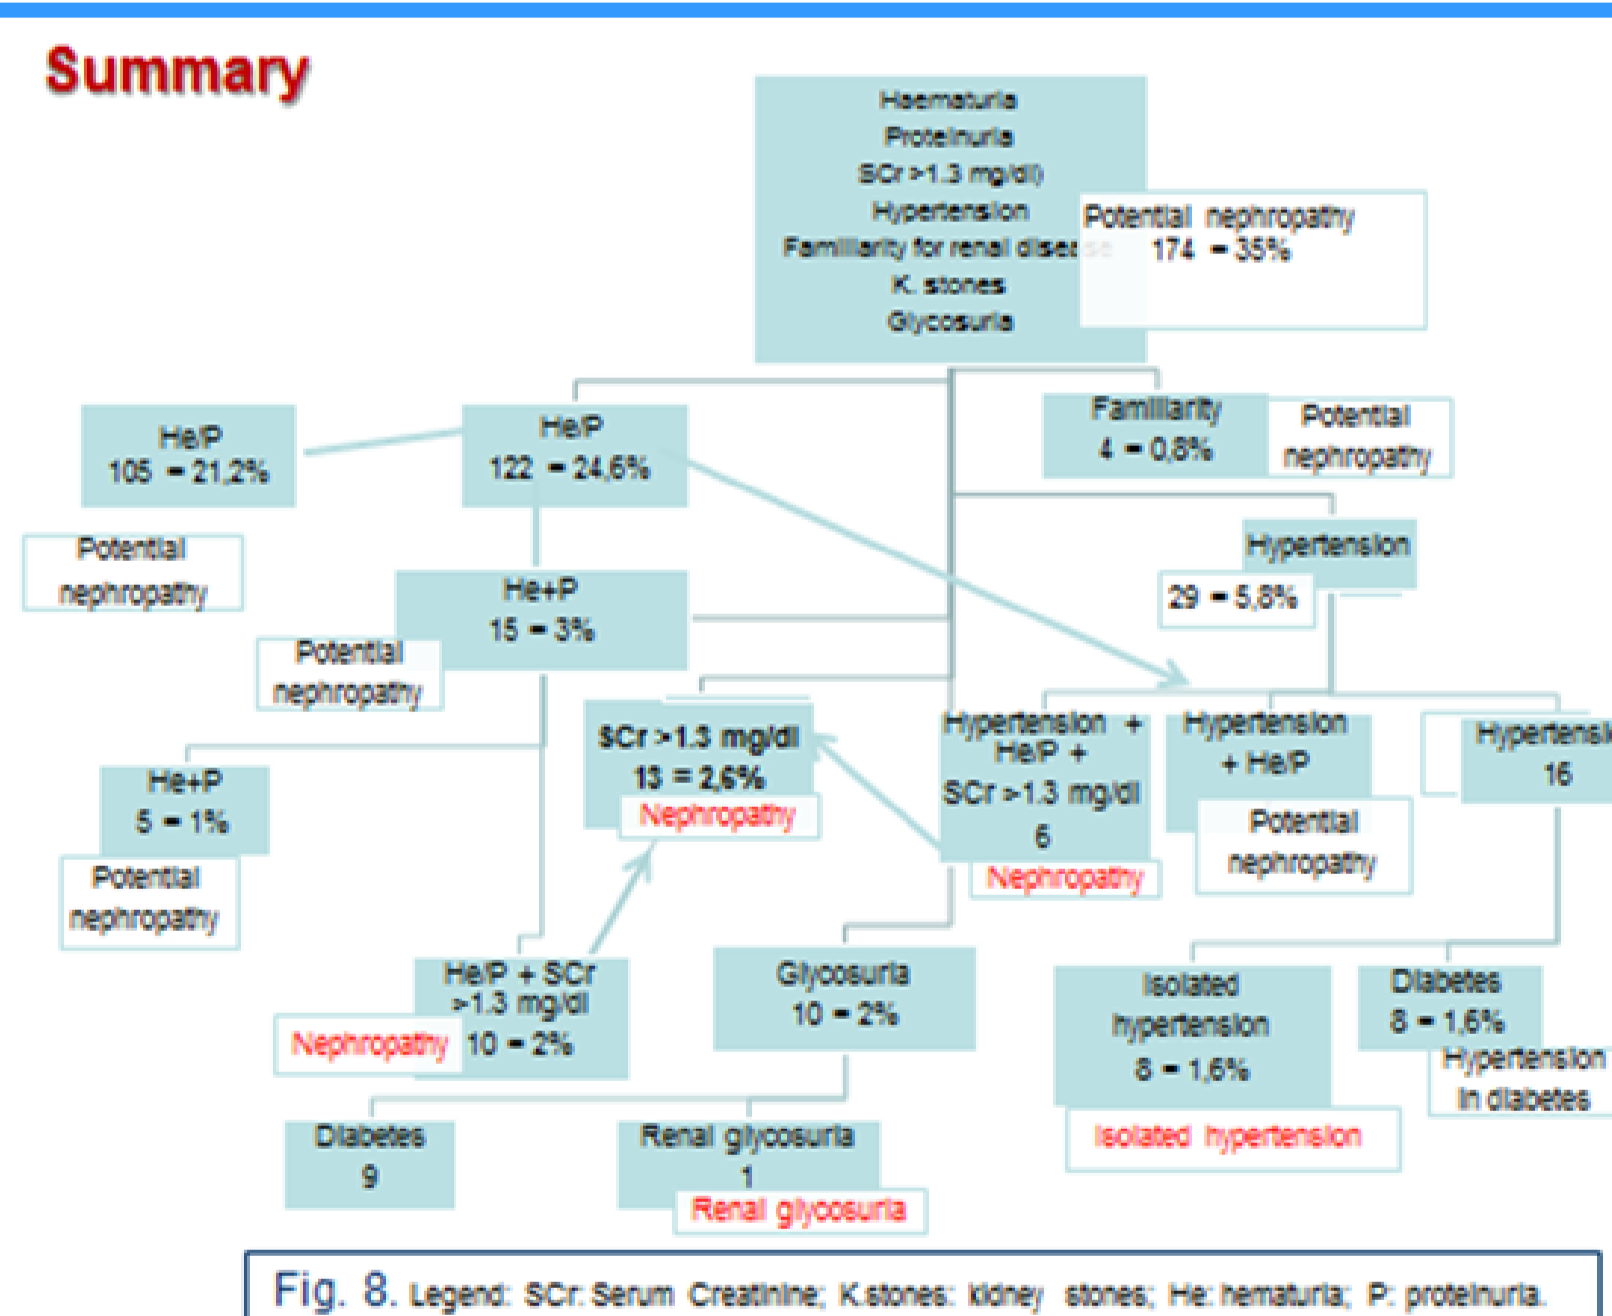 Summary
Haematuria
Proteinuria
SCr >1.3 mg/dl)
Hypertension
Familiarity for renal disease
K. stones
Glycosuria
Potential nephropathy
174 = 35%
He/P
105 = 21,2%
Potential
nephropathy
He/P
122 = 24,6%
Familiarity
4 = 0,8%
Potential
nephropathy
Hypertension
29 = 5,8%
He+P
15 = 3%
Potential
nephropathy
SCr >1.3 mg/dl
13 = 2,6%
Nephropathy
Hypertension +
He/P +
SCr >1.3 mg/dl
6
Nephropathy
Hypertension
+ He/P
Potential
nephropathy
Hypertensi
16
He+P
5 = 1%
Potential
nephropathy
He/P + SCr
>1.3 mg/dl
10 = 2%
Nephropathy
Glycosuria
10 = 2%
Isolated
hypertension
8 = 1,6%
Isolated hypertension
Diabetes
8 = 1,6%
Hypertension
in diabetes
Diabetes
9
Renal glycosuria
1
Renal glycosuria
Fig. 8. Legend: SCr: Serum Creatinine; K.stones: kidney stones; He: hematuria; P: proteinuria.